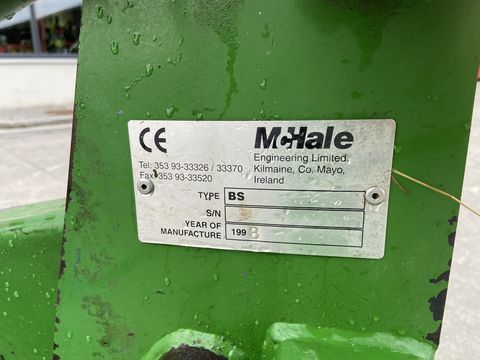 CE McHale
Tel: 353 93-33326 / 33370 Engineering Limited,
Fax 353 93-33520 Kilmaine, Co. Mayo,
Ireland
TYPE BS
S/N
YEAR OF
MANUFACTURE 1998